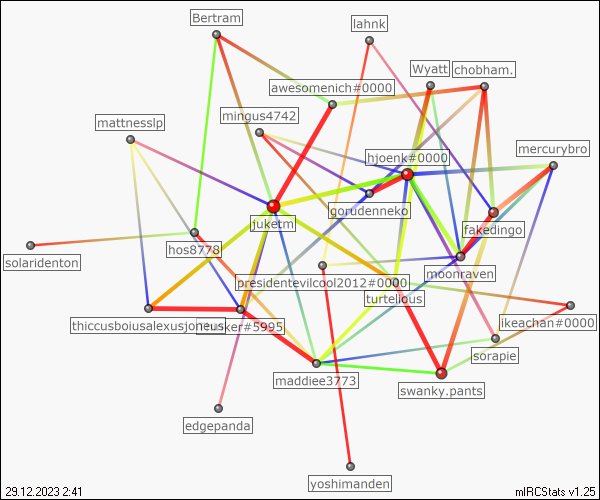 Bertram
lahnk
Wyatt
chobham.
awesomenich#0000
mingus4742
mattnesslp
hjoenk#0000
mercurybro
gorudenneko
juketm
fakedingo
hos8778
moonraven
solaridenton
presidentevilcool2012#0000
turtelious
thiccusboiusalexusjoneus
#5995
ikeachan#0000
sorapie
maddiee3773
swanky.pants
edgepanda
yoshimanden
29.12.2023 2:41
mIRCStats v1.25